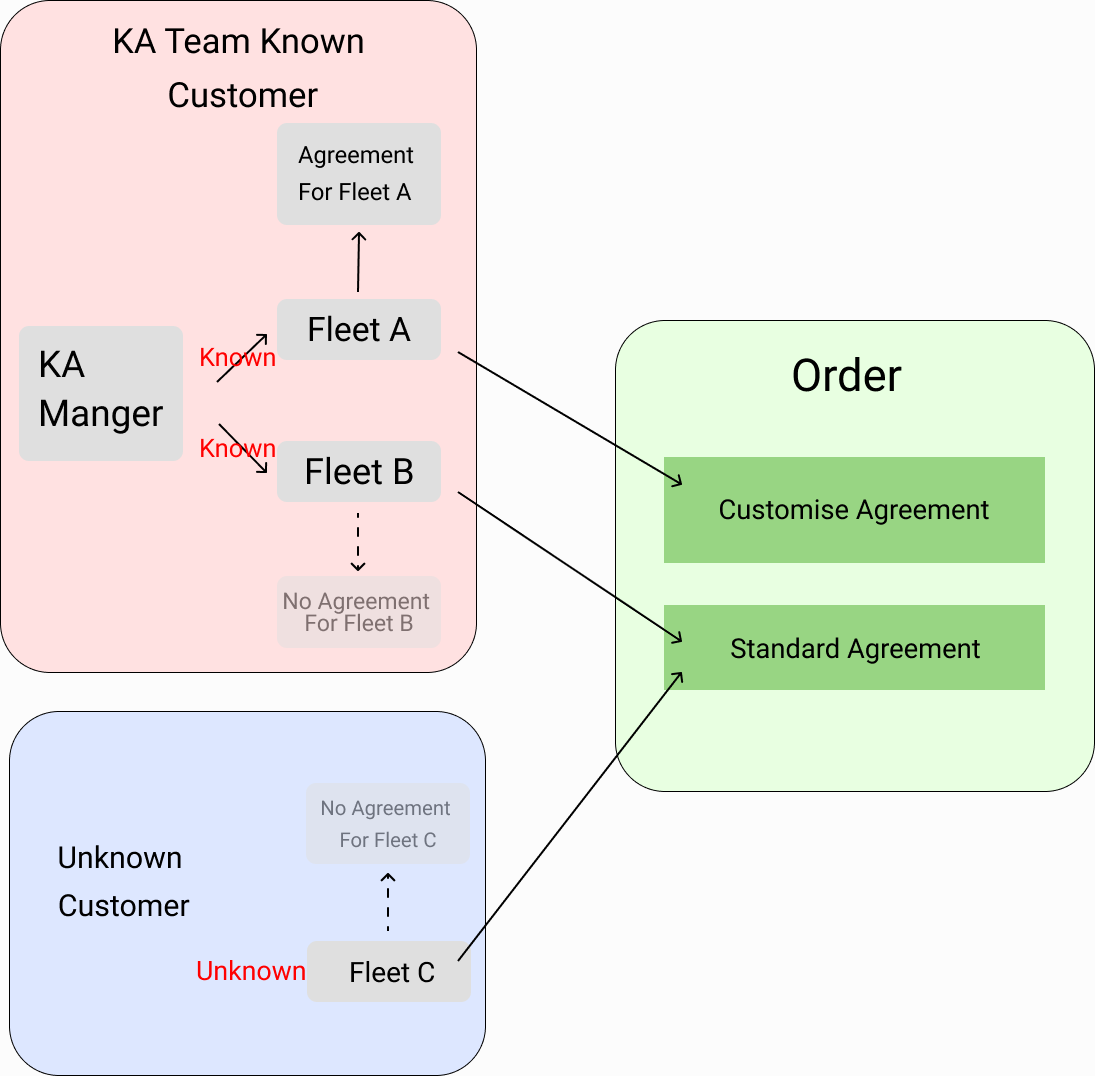 KA Team Known
Customer
Agreement
For Fleet A
Fleet A
KA
Manger
Known
Known
Fleet B
No Agreement
For Fleet B
Order
Customise Agreement
Standard Agreement
No Agreement
For Fleet C
Unknown
Customer
Unknown
Fleet C